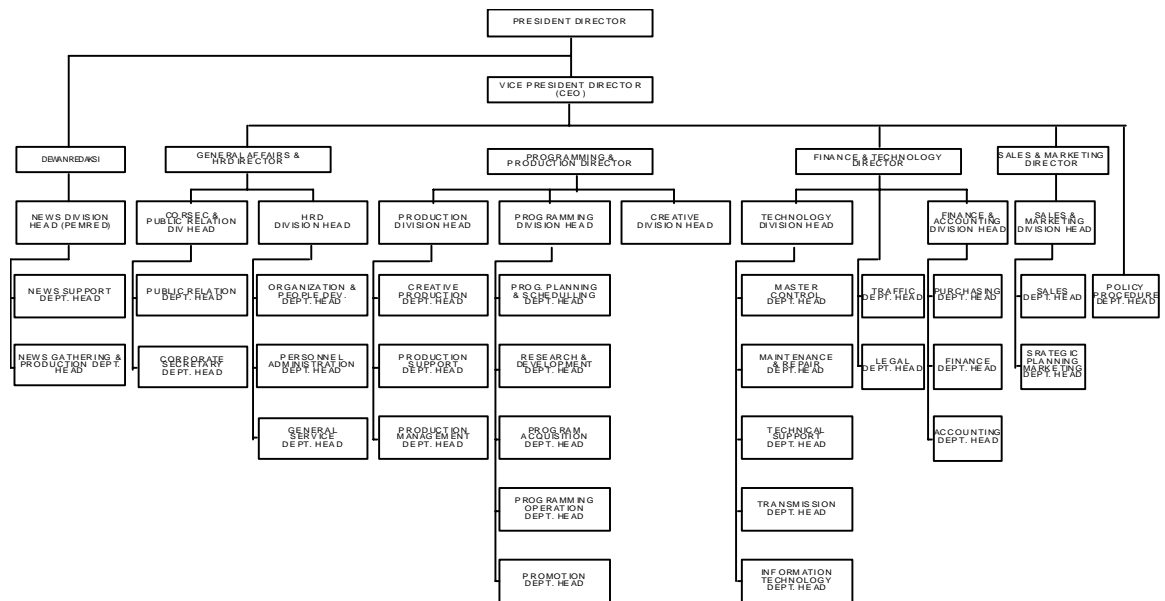 PRESIDENT DIRECTOR
VICE PRESIDENT DIRECTOR
(CEO)
DEWAN REDAKSI
GENERAL AFFAIRS &
HR DIRECTOR
PROGRAMMING &
PRODUCTION DIRECTOR
FINANCE & TECHNOLOGY
DIRECTOR
SALES & MARKETING
DIRECTOR
NEWS DIVISION
HEAD (PEMRED)
CORSEC &
PUBLIC RELATION
DIV HEAD
HRD
DIVISION HEAD
PRODUCTION
DIVISION HEAD
PROGRAMMING
DIVISION HEAD
CREATIVE
DIVISION HEAD
TECHNOLOGY
DIVISION HEAD
FINANCE &
ACCOUNTING
DIVISION HEAD
SALES &
MARKETING
DIVISION HEAD
NEWS SUPPORT
DEPT. HEAD
PUBLIC RELATION
DEPT. HEAD
ORGANIZATION &
PEOPLE DEV.
DEPT. HEAD
CREATIVE
PRODUCTION
DEPT. HEAD
PROG. PLANNING
& SCHEDULLING
DEPT. HEAD
MASTER
CONTROL
DEPT. HEAD
TRAFFIC
DEPT. HEAD
PURCHASING
DEPT. HEAD
SALES
DEPT. HEAD
POLICY
PROCEDURE
DEPT. HEAD
NEWS GATHERING &
PRODUCTION DEPT.
HEAD
CORPORATE
SECRETARY
DEPT. HEAD
PERSONNEL
ADMINISTRATION
DEPT. HEAD
PRODUCTION
SUPPORT
DEPT. HEAD
RESEARCH &
DEVELOPMENT
DEPT. HEAD
MAINTENANCE
& REPAIR
DEPT. HEAD
LEGAL
DEPT. HEAD
FINANCE
DEPT. HEAD
SRATEGIC
PLANNING
MARKETING
DEPT. HEAD
GENERAL
SERVICE
DEPT. HEAD
PRODUCTION
MANAGEMENT
DEPT. HEAD
PROGRAM
ACQUISITION
DEPT. HEAD
TECHNICAL
SUPPORT
DEPT. HEAD
ACCOUNTING
DEPT. HEAD
PROGRAMMING
OPERATION
DEPT. HEAD
TRANSMISSION
DEPT. HEAD
PROMOTION
DEPT. HEAD
INFORMATION
TECHNOLOGY
DEPT. HEAD